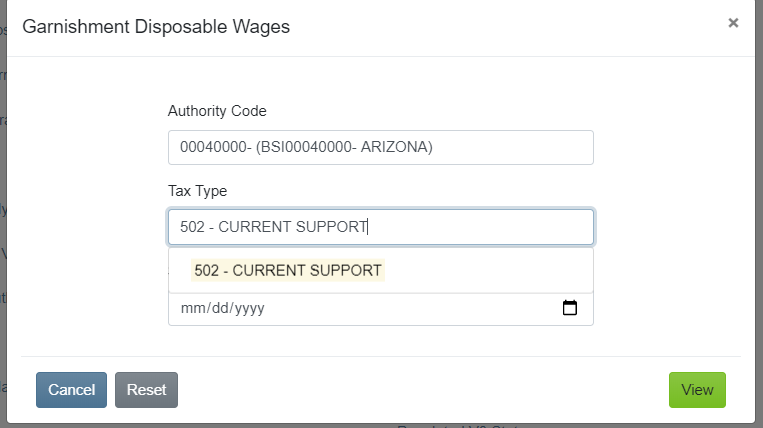 Garnishment Disposable Wages
×
Authority Code
00040000- (BSI00040000- ARIZONA)
Tax Type
502 - CURRENT SUPPORT
502 - CURRENT SUPPORT
mm/dd/yyyy
Cancel
Reset
View